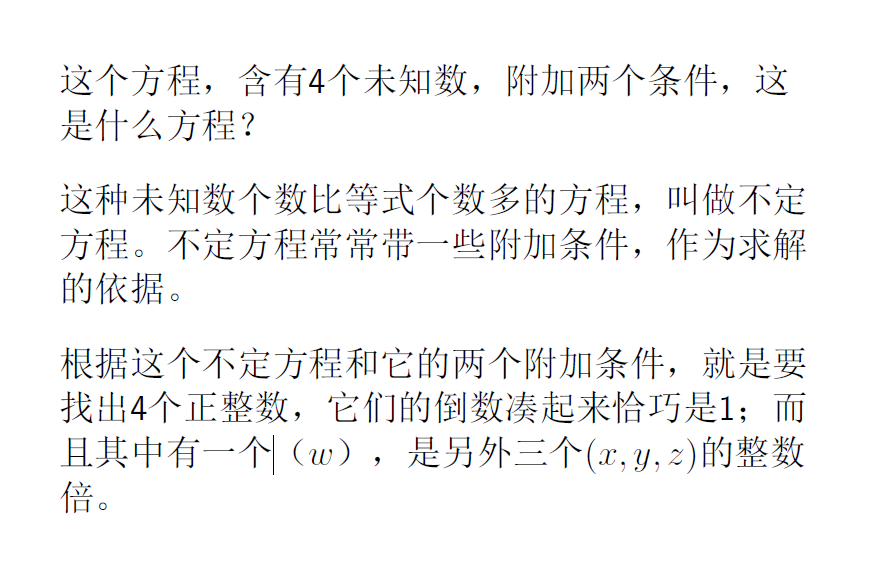 这个方程，含有4个未知数，附加两个条件，这
是什么方程？
这种未知数个数比等式个数多的方程，叫做不定
方程。不定方程常常带一些附加条件，作为求解
的依据。
根据这个不定方程和它的两个附加条件，就是要
找出4个正整数，它们的倒数凑起来恰巧是1；而
且其中有一个（w），是另外三个(x, y, z)的整数
倍。